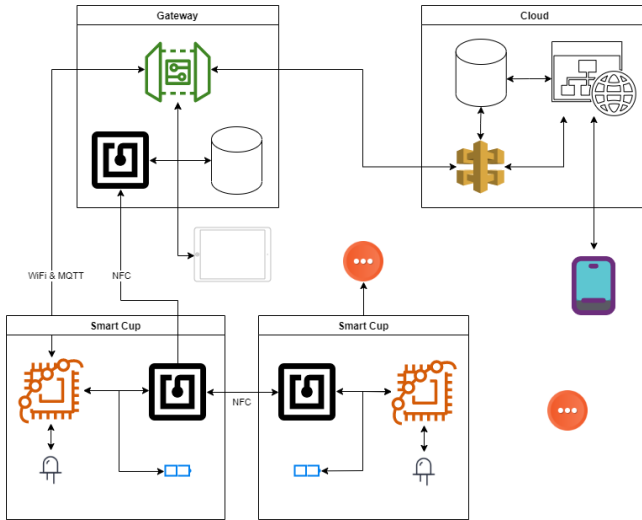 Gateway
Cloud
WiFi & MQTT
NFC
Smart Cup
Smart Cup
NFC